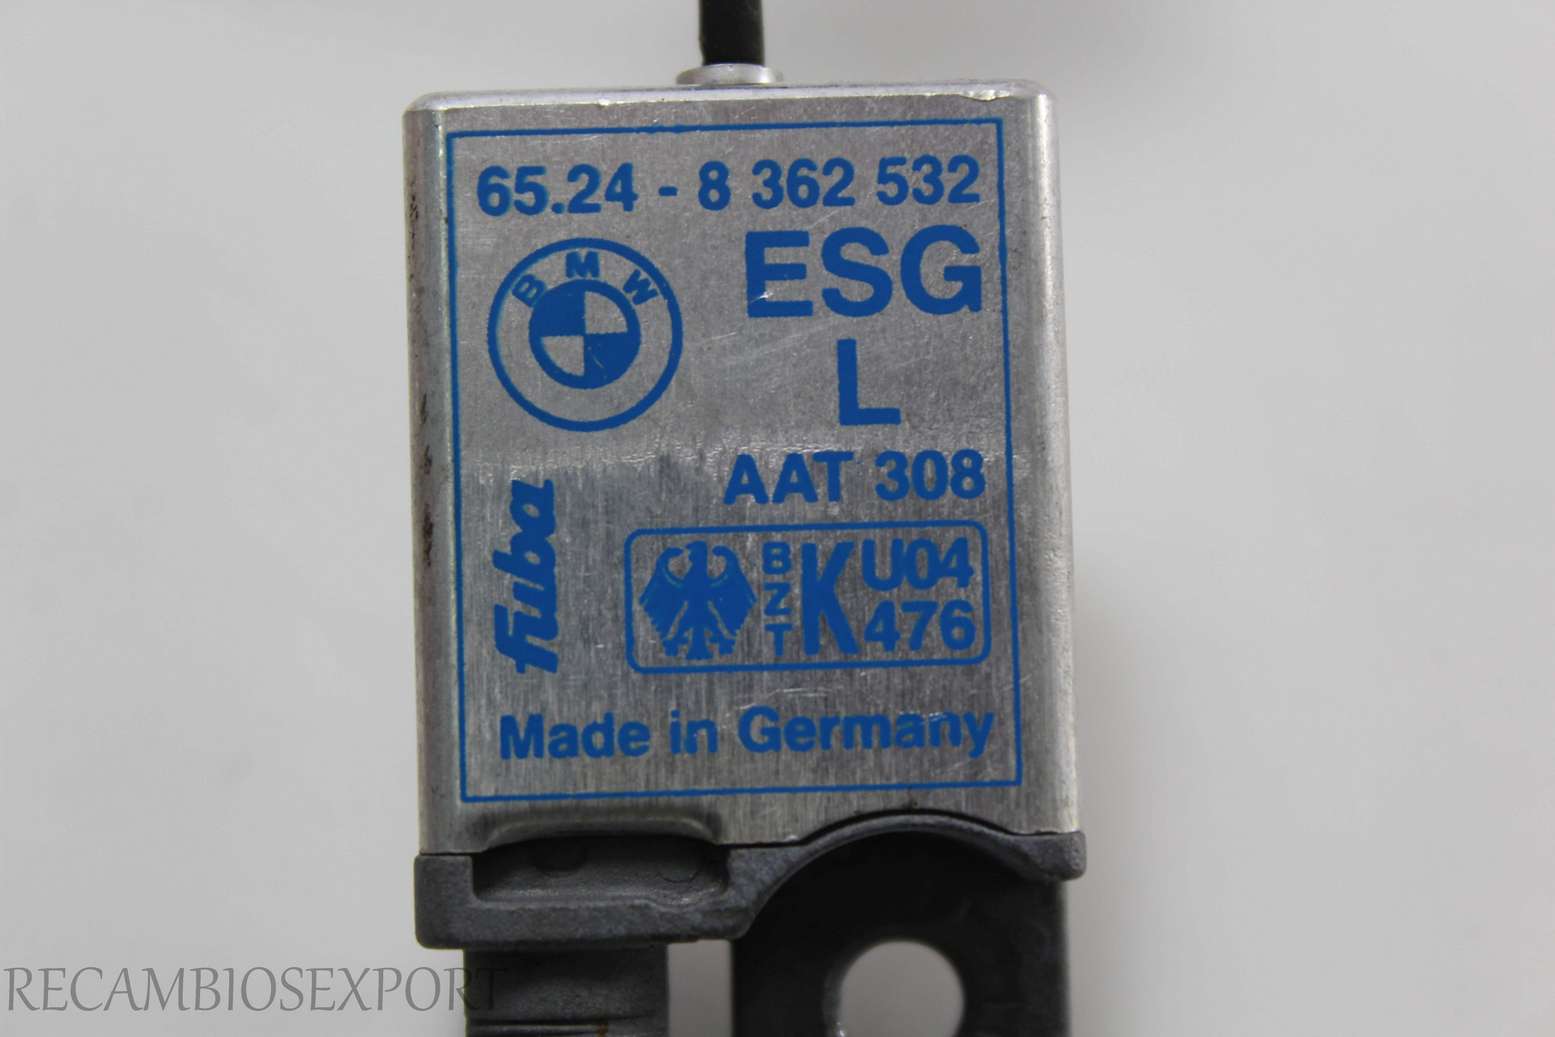 65.24 - 8 362 532
BMW
ESG
L
AAT 308
fuba
BZT K U04
476
Made in Germany
RECAMBIOSEXPORT